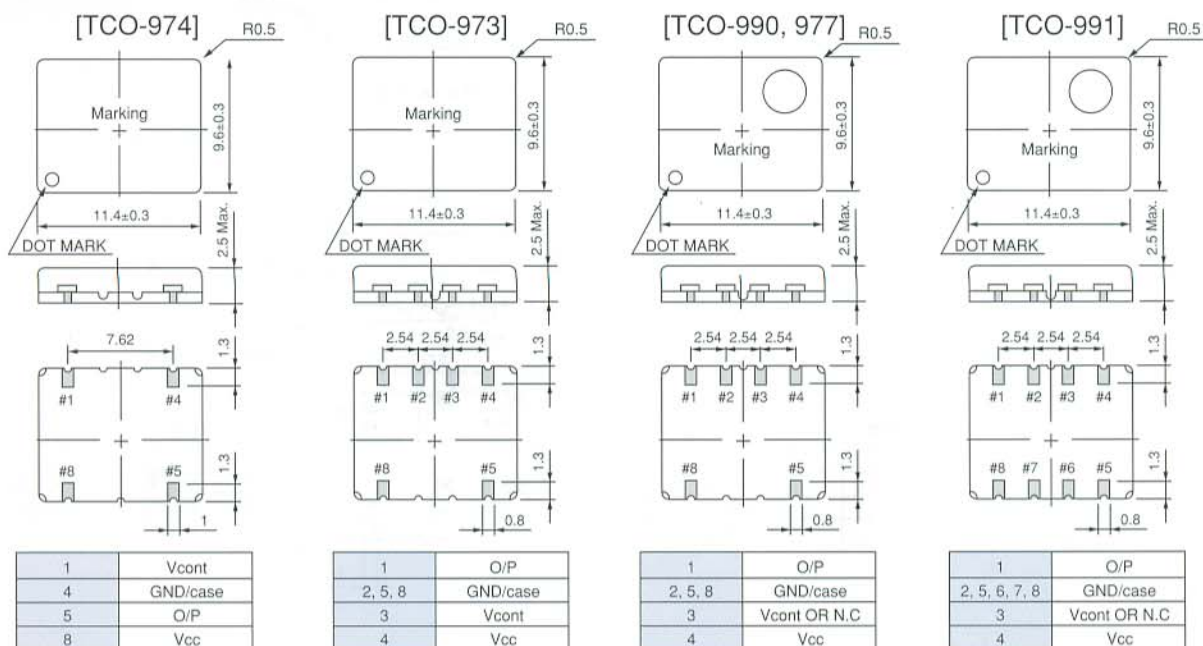 [TCO-974]
R0.5
Marking
9.6±0.3
11.4±0.3
DOT MARK
2.5 Max.
7.62
1.3
#1
#4
#8
#5
1.3
1
1 Vcont
4 GND/case
5 O/P
8 Vcc
[TCO-973]
R0.5
Marking
9.6±0.3
11.4±0.3
DOT MARK
2.5 Max.
2.54 2.54 2.54
1.3
#1 #2 #3 #4
#8 #5
1.3
0.8
1 O/P
2, 5, 8 GND/case
3 Vcont
4 Vcc
[TCO-990, 977]
R0.5
Marking
9.6±0.3
11.4±0.3
DOT MARK
2.5 Max.
2.54 2.54 2.54
1.3
#1 #2 #3 #4
#8 #5
1.3
0.8
1 O/P
2, 5, 8 GND/case
3 Vcont OR N.C
4 Vcc
[TCO-991]
R0.5
Marking
9.6±0.3
11.4±0.3
DOT MARK
2.5 Max.
2.54 2.54 2.54
1.3
#1 #2 #3 #4
#8 #7 #6 #5
1.3
0.8
1 O/P
2, 5, 6, 7, 8 GND/case
3 Vcont OR N.C
4 Vcc